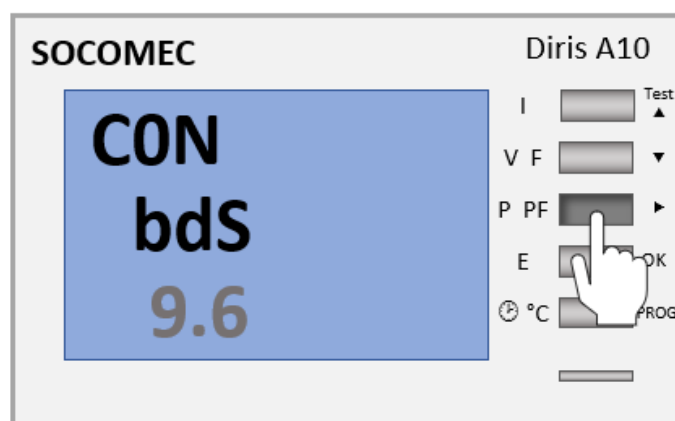 SOCOMEC
Diris A10
C0N
bdS
9.6
I
Test
▲
V F
▼
P PF
►
E
OK
°C
PROG